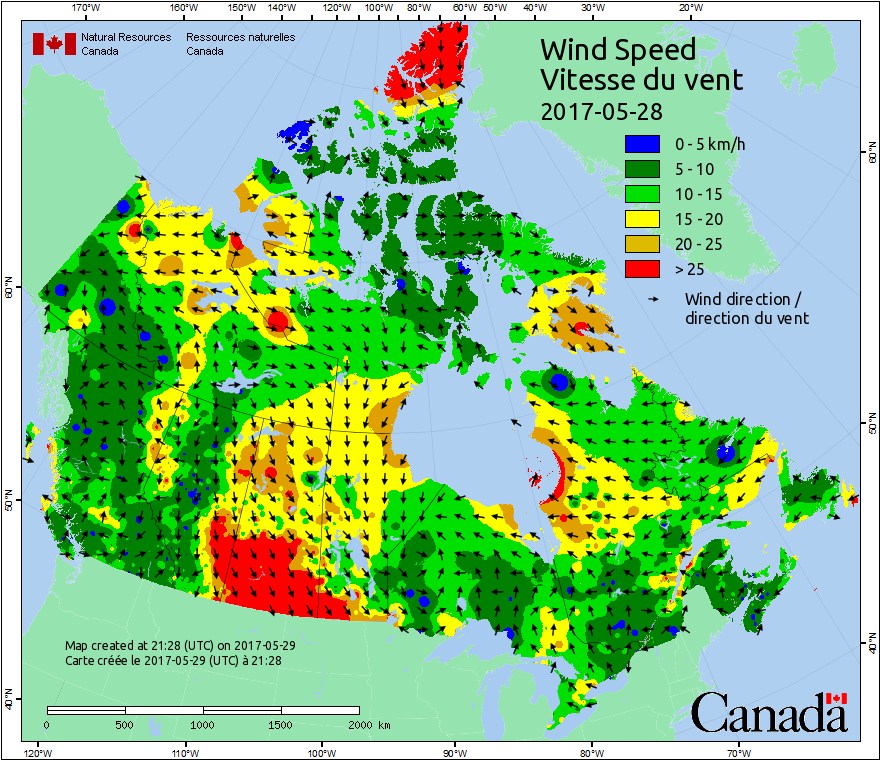 170°W 160°W 150°W 140°W 120°W 100°W 80°W 60°W 50°W 40°W 30°W 20°W
Natural Resources Ressources naturelles
Canada Canada
Wind Speed
Vitesse du vent
2017-05-28
0 - 5 km/h
5 - 10
10 - 15
15 - 20
20 - 25
> 25
Wind direction /
direction du vent
60°N
60°N
50°N
50°N
40°N
40°N
Map created at 21:28 (UTC) on 2017-05-29
Carte créée le 2017-05-29 (UTC) à 21:28
0 500 1000 1500 2000 km
Canada
120°W 110°W 100°W 90°W 80°W 70°W